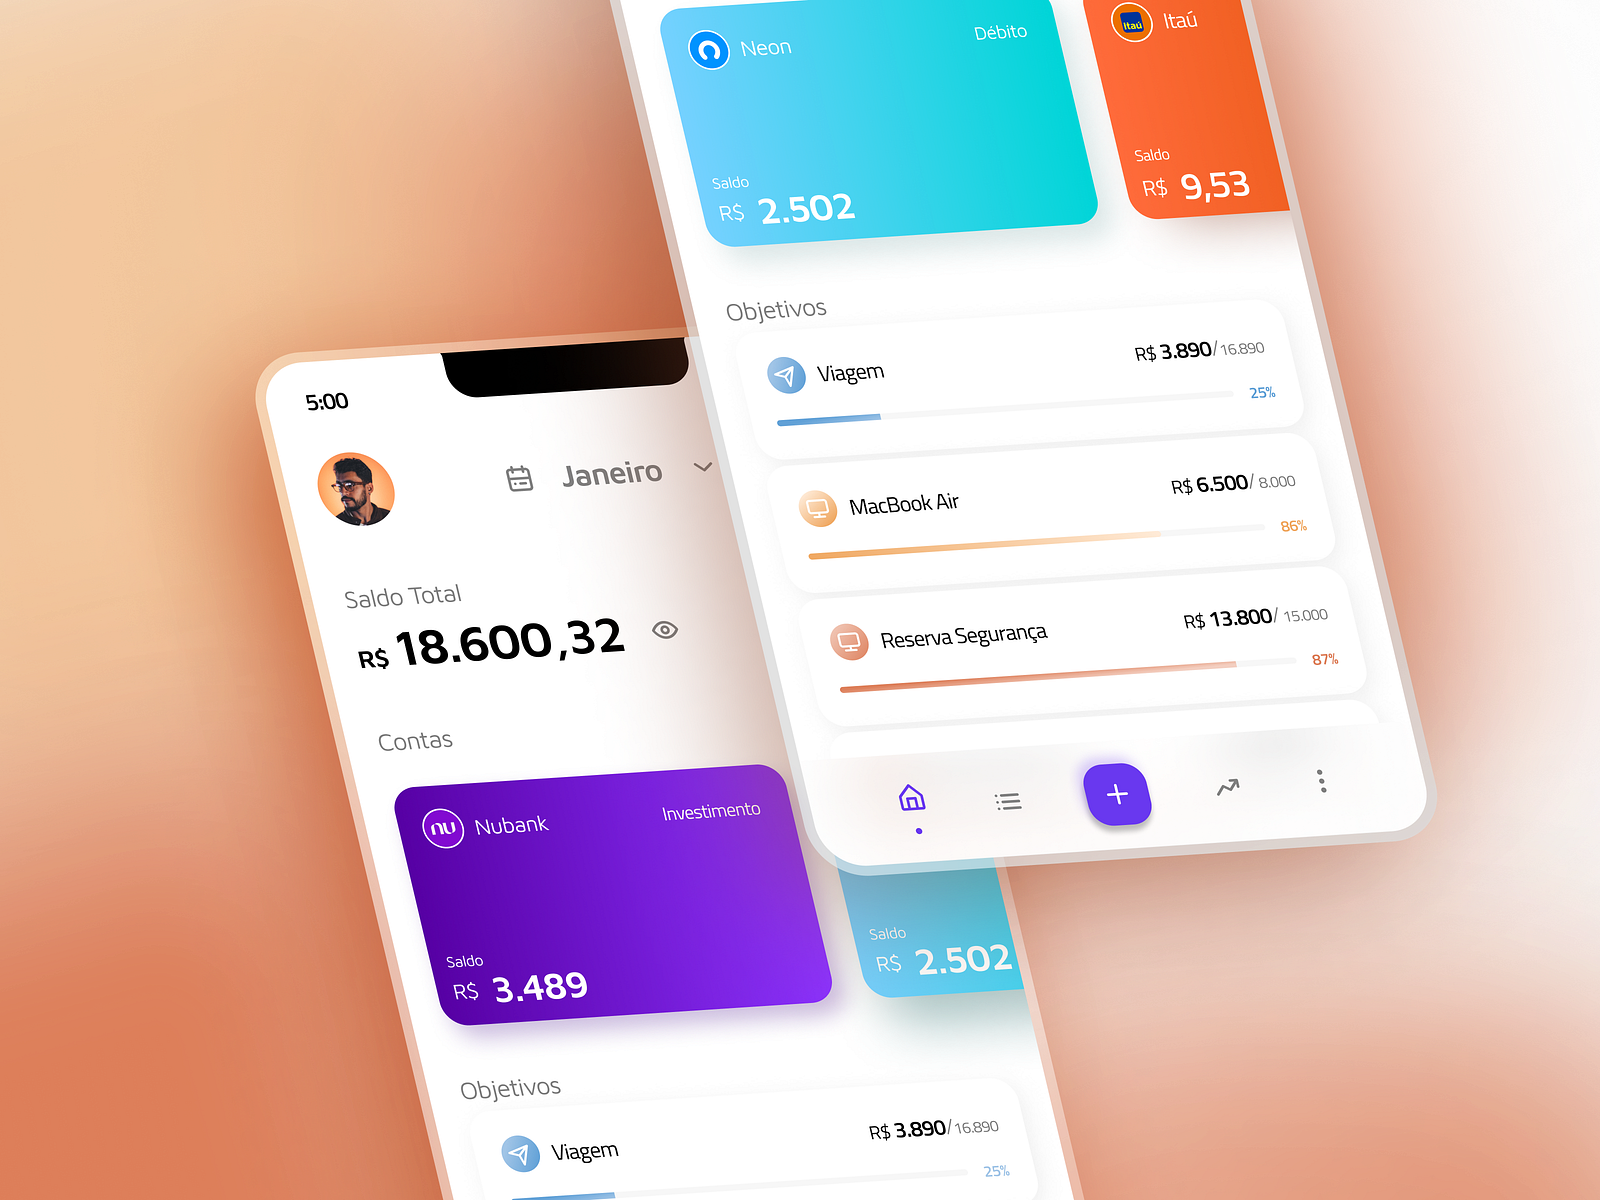 Neon
Débito
Saldo
R$ 2.502
Itaú
Itaú
Saldo
R$ 9,53
Objetivos
Viagem
R$ 3.890/16.890
25%
MacBook Air
R$ 6.500/ 8.000
86%
Reserva Segurança
R$ 13.800/ 15.000
87%
5:00
Janeiro
Saldo Total
R$ 18.600,32
Contas
nu
Nubank
Investimento
Saldo
R$ 3.489
Saldo
R$ 2.502
Objetivos
Viagem
R$ 3.890/16.890
25%